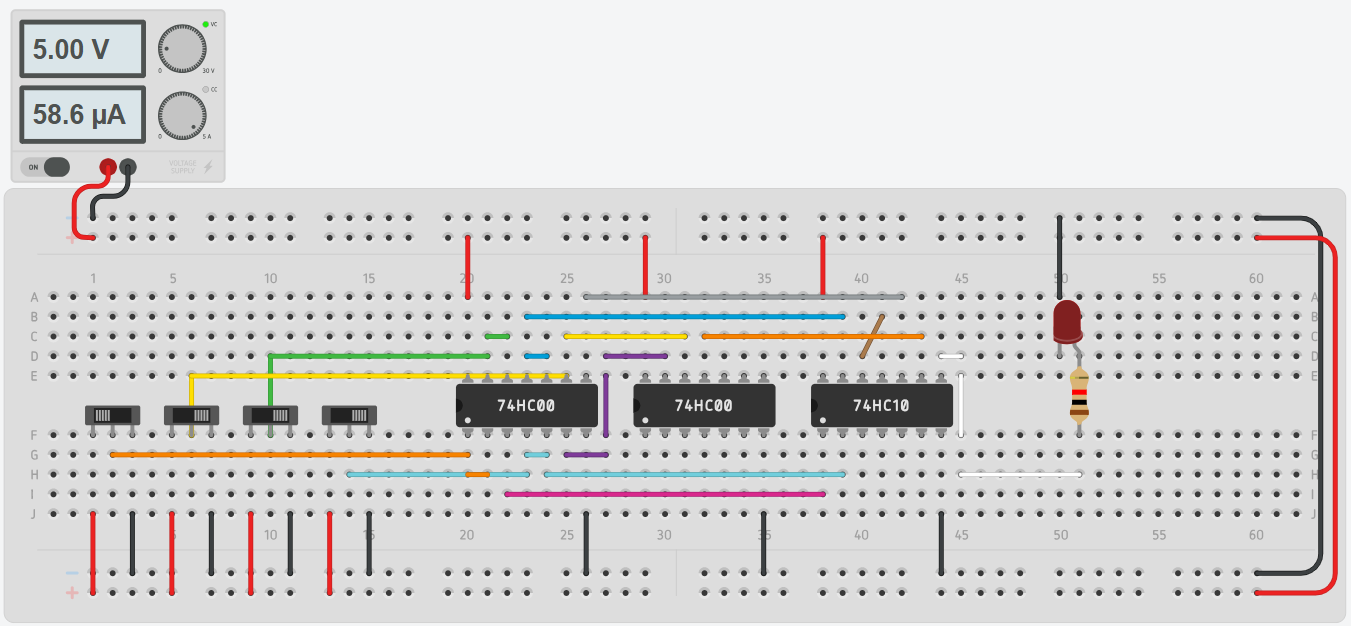 5.00 V
VC
0 30 V
58.6 µA
CC
0 5 A
ON
VOLTAGE
SUPPLY
−
+
1 5 10 15 20 25 30 35 40 45 50 55 60
A A
B B
C C
D D
E E
74HC00 74HC00 74HC10
F F
G G
H H
I I
J J
5 10 15 20 25 30 35 40 45 50 55 60
−
+